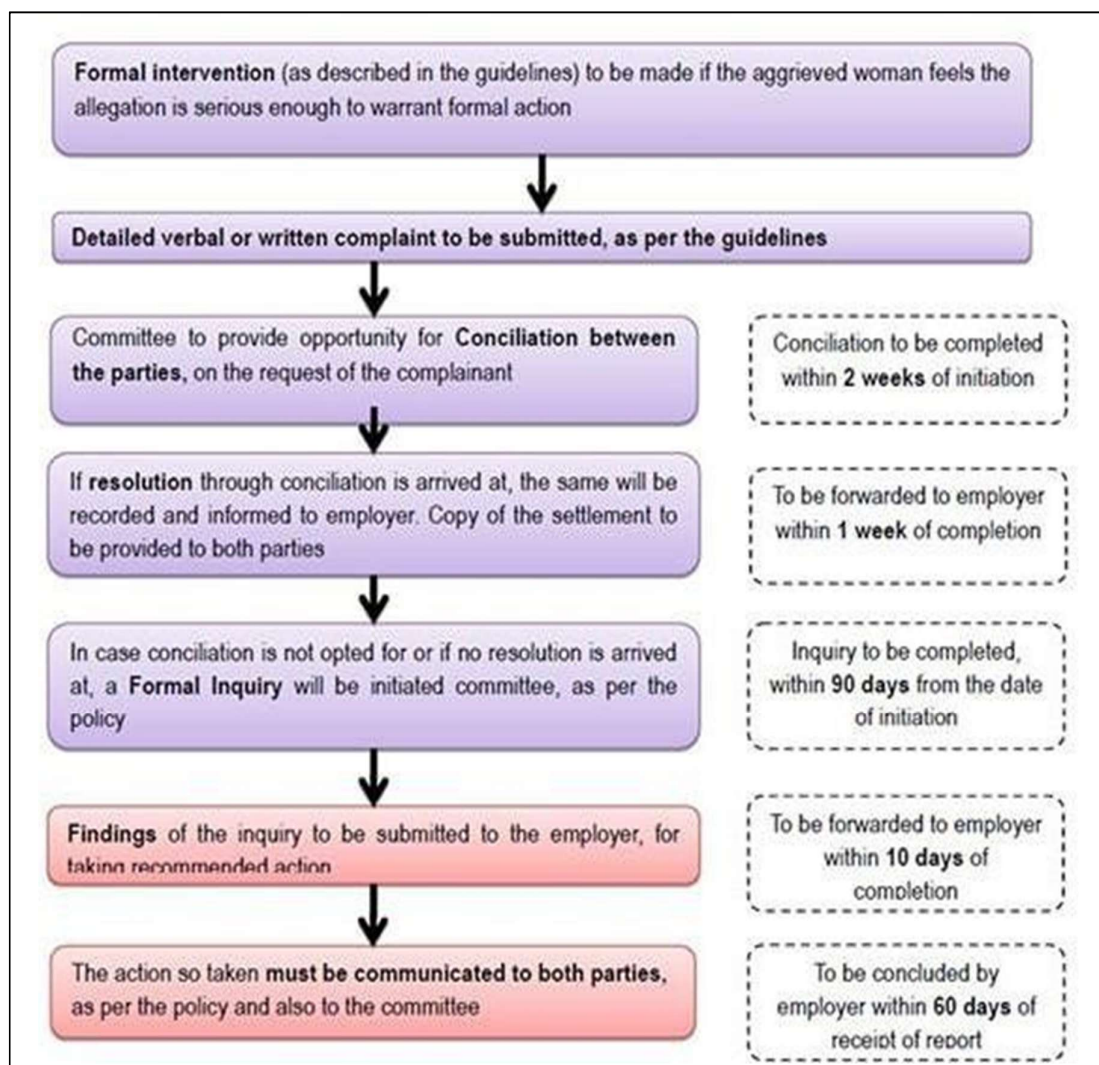 Formal intervention (as described in the guidelines) to be made if the aggrieved woman feels the
allegation is serious enough to warrant formal action
Detailed verbal or written complaint to be submitted, as per the guidelines
Committee to provide opportunity for Conciliation between
the parties, on the request of the complainant
Conciliation to be completed
within 2 weeks of initiation
If resolution through conciliation is arrived at, the same will be
recorded and informed to employer. Copy of the settlement to
be provided to both parties
To be forwarded to employer
within 1 week of completion
In case conciliation is not opted for or if no resolution is arrived
at, a Formal Inquiry will be initiated committee, as per the
policy
Inquiry to be completed,
within 90 days from the date
of initiation
Findings of the inquiry to be submitted to the employer, for
taking recommended action
To be forwarded to employer
within 10 days of
completion
The action so taken must be communicated to both parties,
as per the policy and also to the committee
To be concluded by
employer within 60 days of
receipt of report